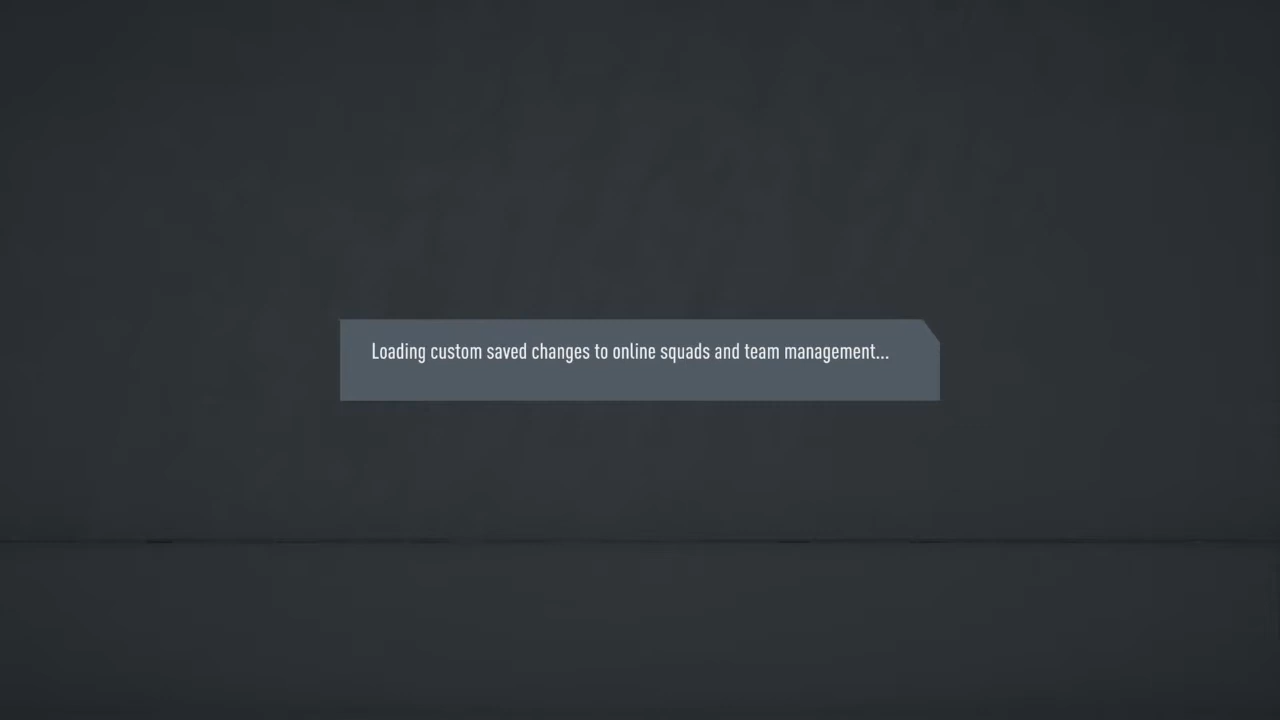 Loading custom saved changes to online squads and team management...